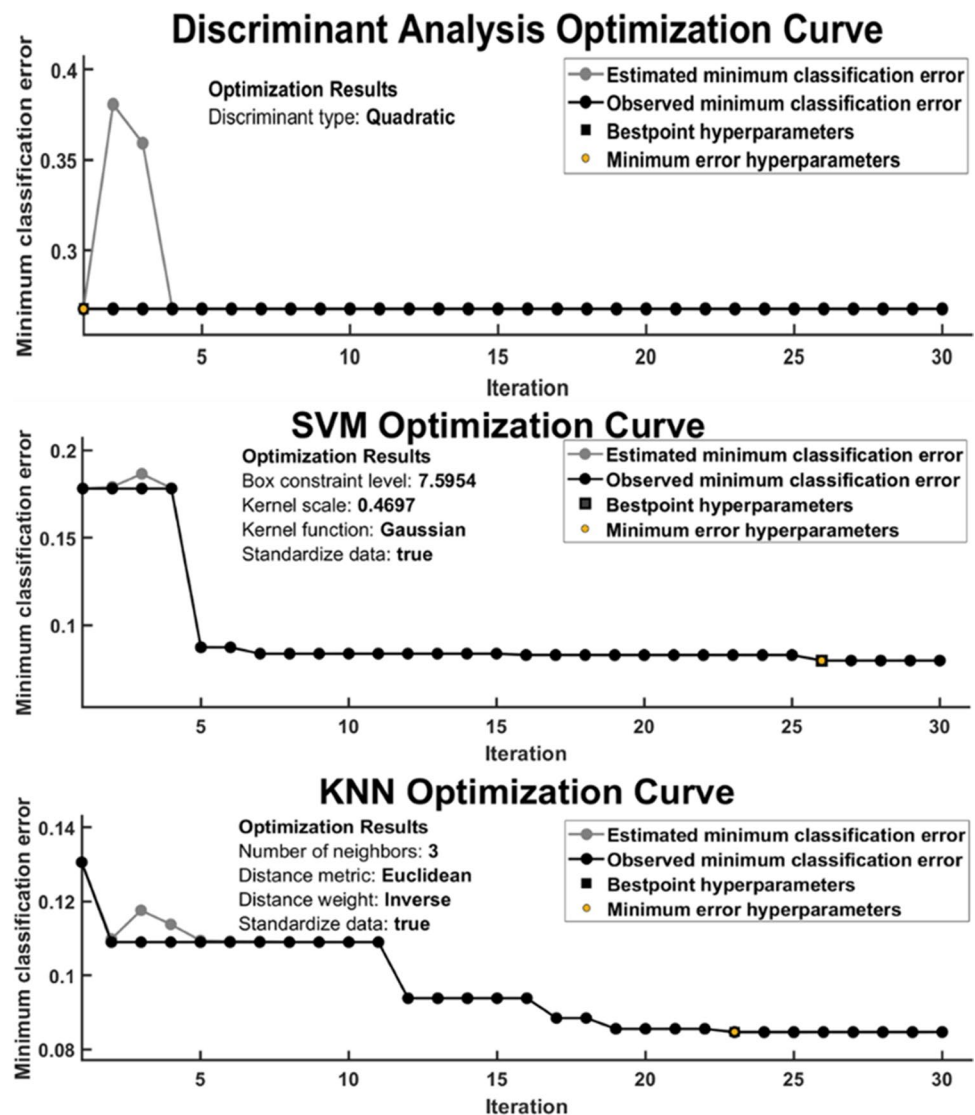 Discriminant Analysis Optimization Curve
Minimum classification error
0.4
0.35
0.3
Optimization Results
Discriminant type: Quadratic
Estimated minimum classification error
Observed minimum classification error
Bestpoint hyperparameters
Minimum error hyperparameters
5 10 15 20 25 30
Iteration
SVM Optimization Curve
Minimum classification error
0.2
0.15
0.1
Optimization Results
Box constraint level: 7.5954
Kernel scale: 0.4697
Kernel function: Gaussian
Standardize data: true
Estimated minimum classification error
Observed minimum classification error
Bestpoint hyperparameters
Minimum error hyperparameters
5 10 15 20 25 30
Iteration
KNN Optimization Curve
Minimum classification error
0.14
0.12
0.1
0.08
Optimization Results
Number of neighbors: 3
Distance metric: Euclidean
Distance weight: Inverse
Standardize data: true
Estimated minimum classification error
Observed minimum classification error
Bestpoint hyperparameters
Minimum error hyperparameters
5 10 15 20 25 30
Iteration